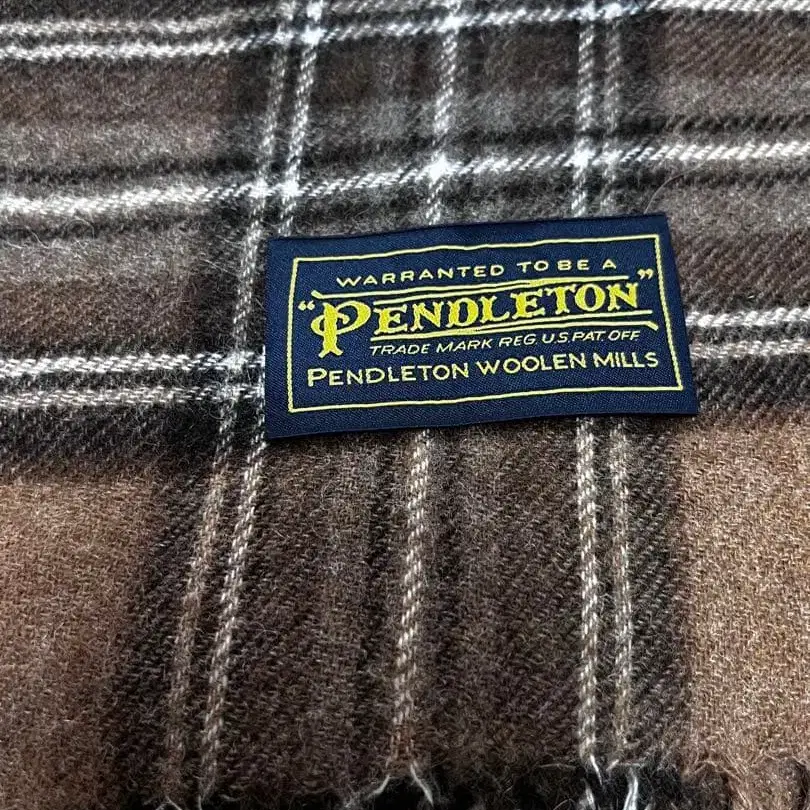 WARRANTED TO BE A
"PENDLETON"
TRADE MARK REG. U.S. PAT. OFF
PENDLETON WOOLEN MILLS